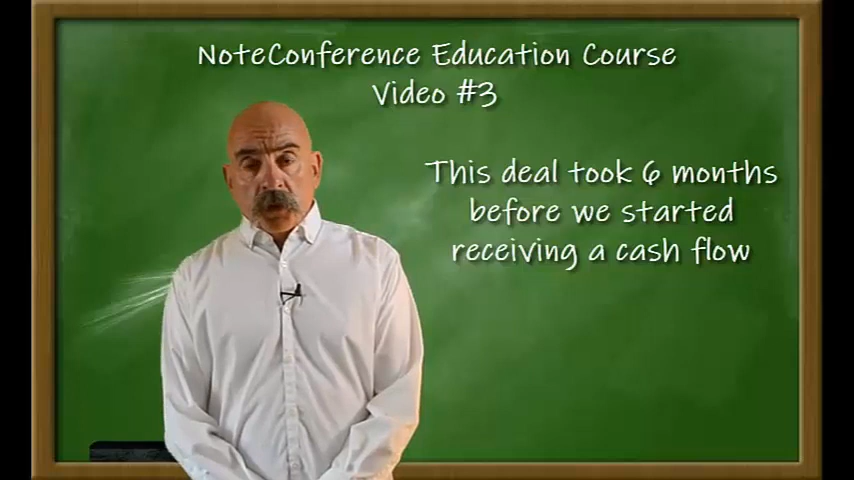 NoteConference Education Course
Video #3
This deal took 6 months
before we started
receiving a cash flow